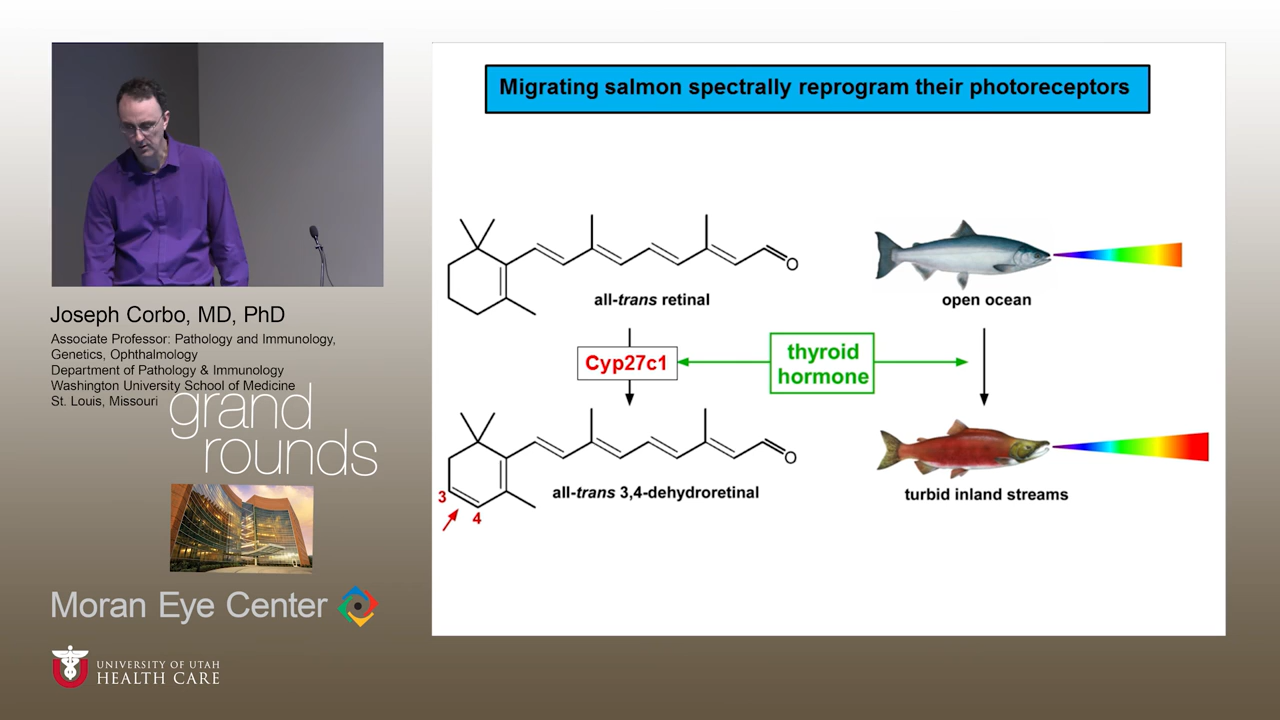 Migrating salmon spectrally reprogram their photoreceptors
O
all-trans retinal
open ocean
Cyp27c1
thyroid
hormone
O
3
4
all-trans 3,4-dehydroretinal
turbid inland streams
Joseph Corbo, MD, PhD
Associate Professor: Pathology and Immunology,
Genetics, Ophthalmology
Department of Pathology & Immunology
Washington University School of Medicine
St. Louis, Missouri
grand
rounds
Moran Eye Center
U
UNIVERSITY OF UTAH
HEALTH CARE